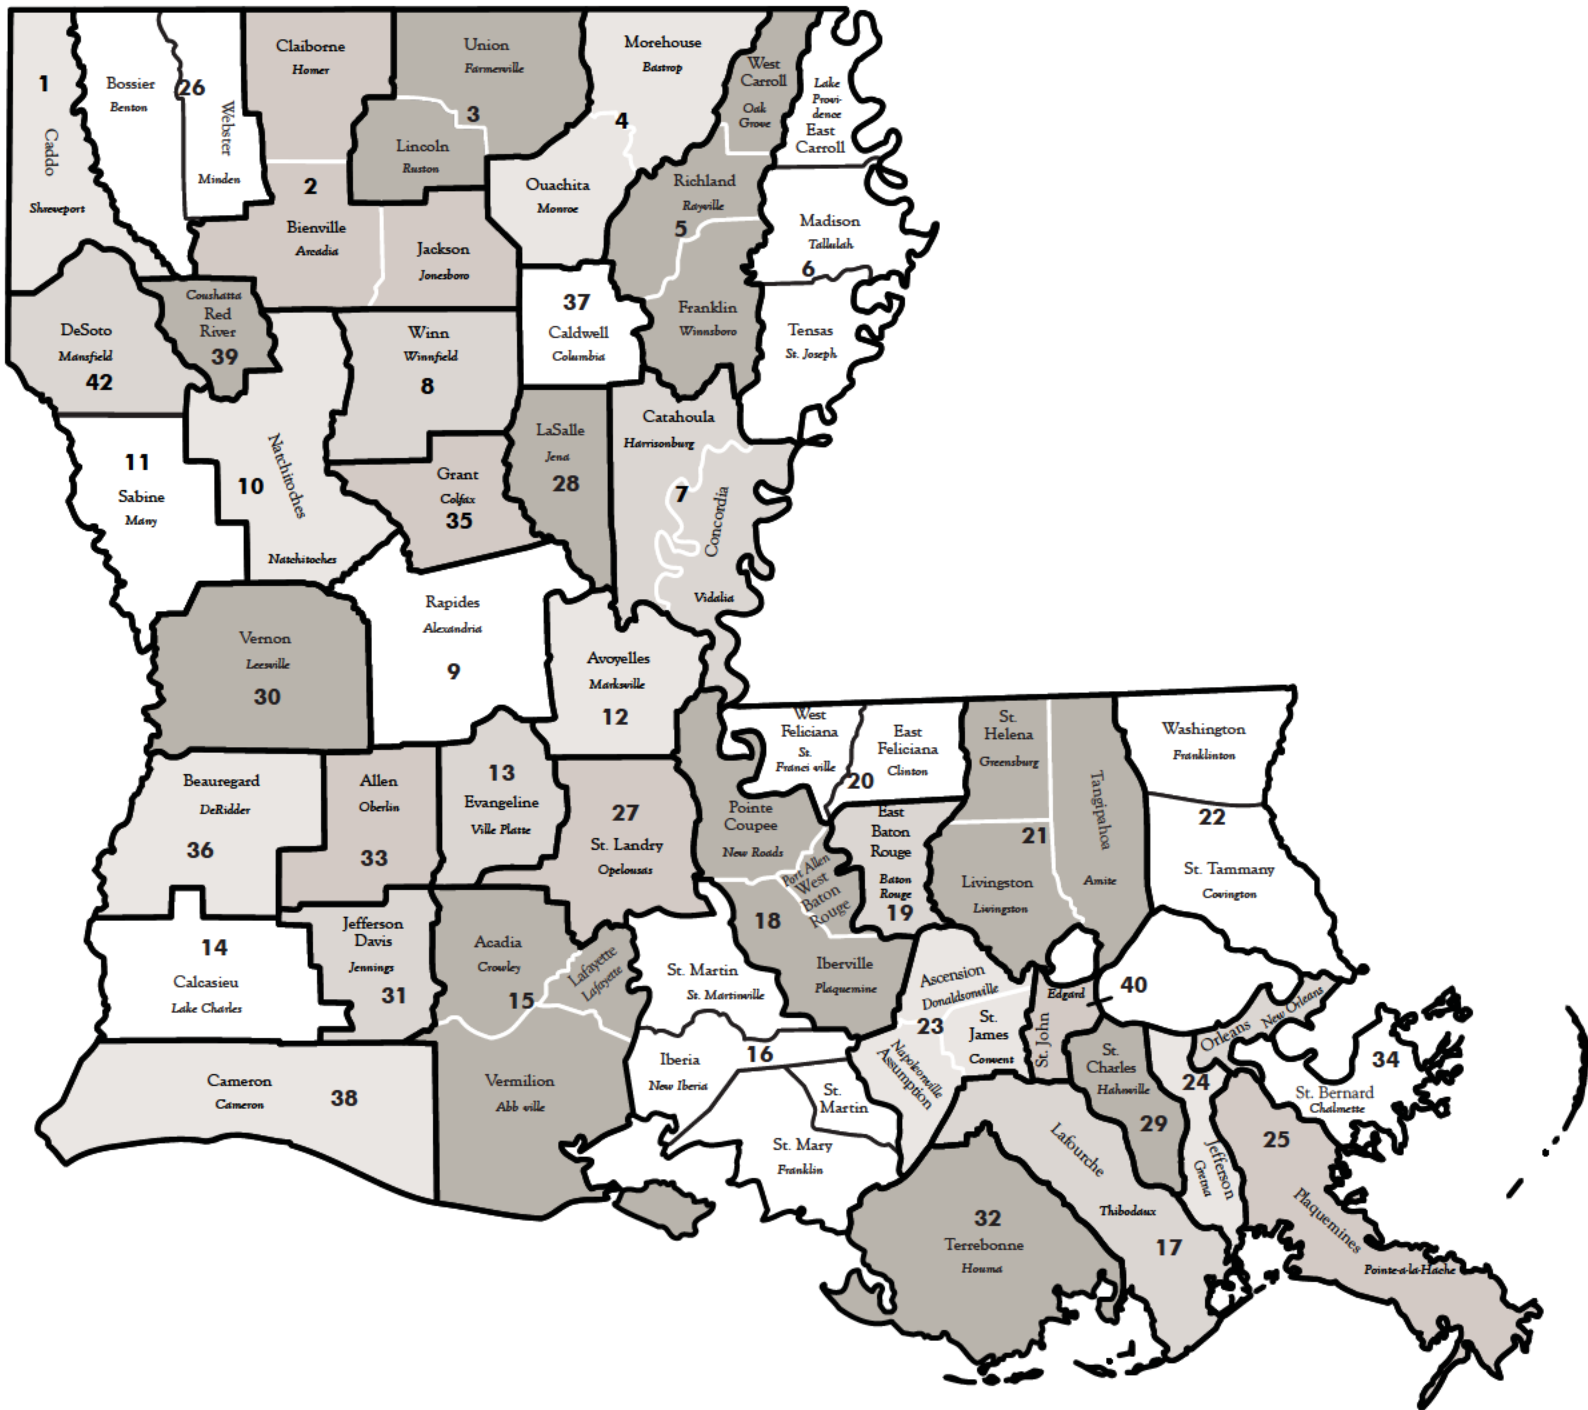 1
Caddo
Shreveport
Bossier
Benton
26
Webster
Minden
Claiborne
Homer
2
Bienville
Arcadia
Jackson
Jonesboro
Union
Farmerville
3
Lincoln
Ruston
Morehouse
Bastrop
4
Ouachita
Monroe
West
Carroll
Oak
Grove
Lake
Provi-
dence
East
Carroll
Richland
Rayville
5
Franklin
Winnsboro
Madison
Tallulah
6
Tensas
St. Joseph
DeSoto
Mansfield
42
Coushatta
Red
River
39
Winn
Winnfield
8
37
Caldwell
Columbia
11
Sabine
Many
10
Natchitoches
Natchitoches
Grant
Colfax
35
LaSalle
Jena
28
Catahoula
Harrisonburg
7
Concordia
Vidalia
Vernon
Leesville
30
Rapides
Alexandria
9
Avoyelles
Marksville
12
Beauregard
DeRidder
36
Allen
Oberlin
33
13
Evangeline
Ville Platte
27
St. Landry
Opelousas
Pointe
Coupee
New Roads
Port Allen
West
Baton
Rouge
18
Iberville
Plaquemine
West
Feliciana
St.
Franci ville
20
East
Feliciana
Clinton
East
Baton
Rouge
Baton
Rouge
19
St.
Helena
Greensburg
21
Livingston
Livingston
Tangipahoa
Amite
Washington
Franklinton
22
St. Tammany
Covington
14
Calcasieu
Lake Charles
Jefferson
Davis
Jennings
31
Acadia
Crowley
15
Lafayette
Lafayette
Vermilion
Abb ville
Cameron
Cameron
38
St. Martin
St. Martinville
Iberia
New Iberia
16
St.
Martin
St. Mary
Franklin
Ascension
Donaldsonville
23
St.
James
Convent
Napoleonville
Assumption
Edgard
St. John
40
St.
Charles
Hahnville
29
Orleans
New Orleans
24
Jefferson
Gretna
34
St. Bernard
Chalmette
25
Plaquemines
Pointe-a-la-Hache
Lafourche
Thibodaux
17
32
Terrebonne
Houma